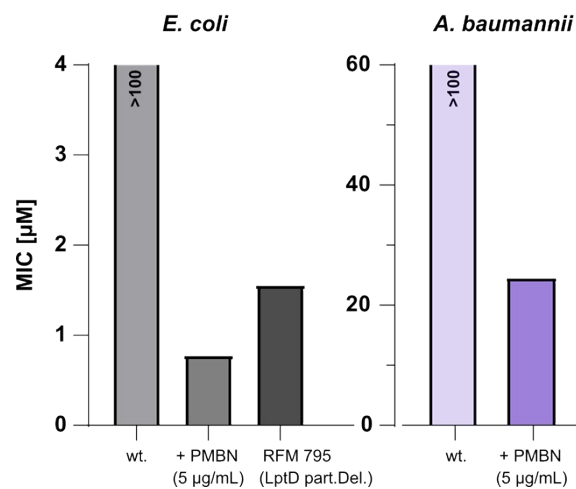 E. coli
A. baumannii
MIC [µM]
4
3
2
1
0
>100
wt.
+ PMBN
(5 µg/mL)
RFM 795
(LptD part.Del.)
60
40
20
0
>100
wt.
+ PMBN
(5 µg/mL)